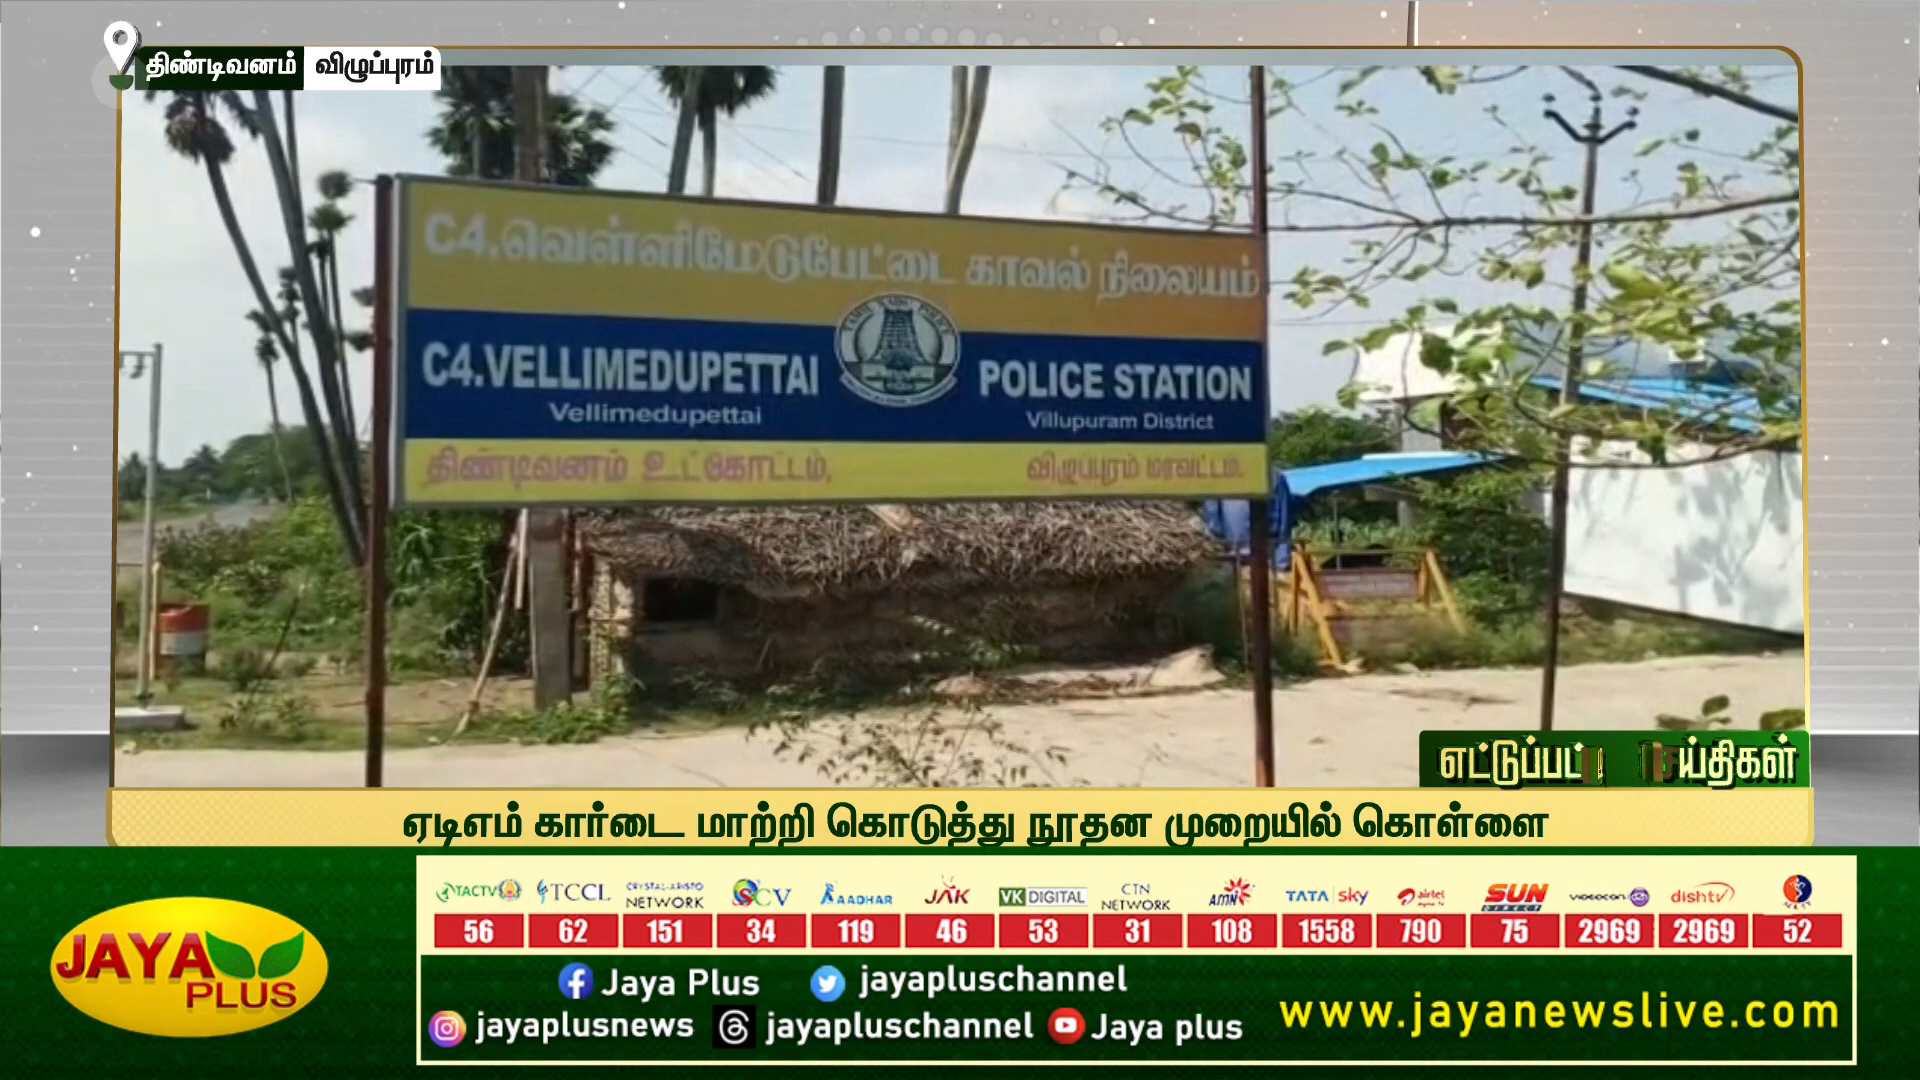 திண்டிவனம் விழுப்புரம்
C4.வெள்ளிமேடுபேட்டை காவல் நிலையம்
C4.VELLIMEDUPETTAI POLICE STATION
Vellimedupettai Villupuram District
திண்டிவனம் உட்கோட்டம், விழுப்புரம் மாவட்டம்.
ஏடிஎம் கார்டை மாற்றி கொடுத்து நூதன முறையில் கொள்ளை
JAYA PLUS
TACTV TCCL CRYSTAL-ARISTO NETWORK SCV AADHAR JAK VK DIGITAL CTN NETWORK AMN TATA sky airtel SUN DIRECT VIDEOCON d2h dishtv
56 62 151 34 119 46 53 31 108 1558 790 75 2969 2969 52
Jaya Plus jayapluschannel
jayaplusnews jayapluschannel Jaya plus
www.jayanewslive.com